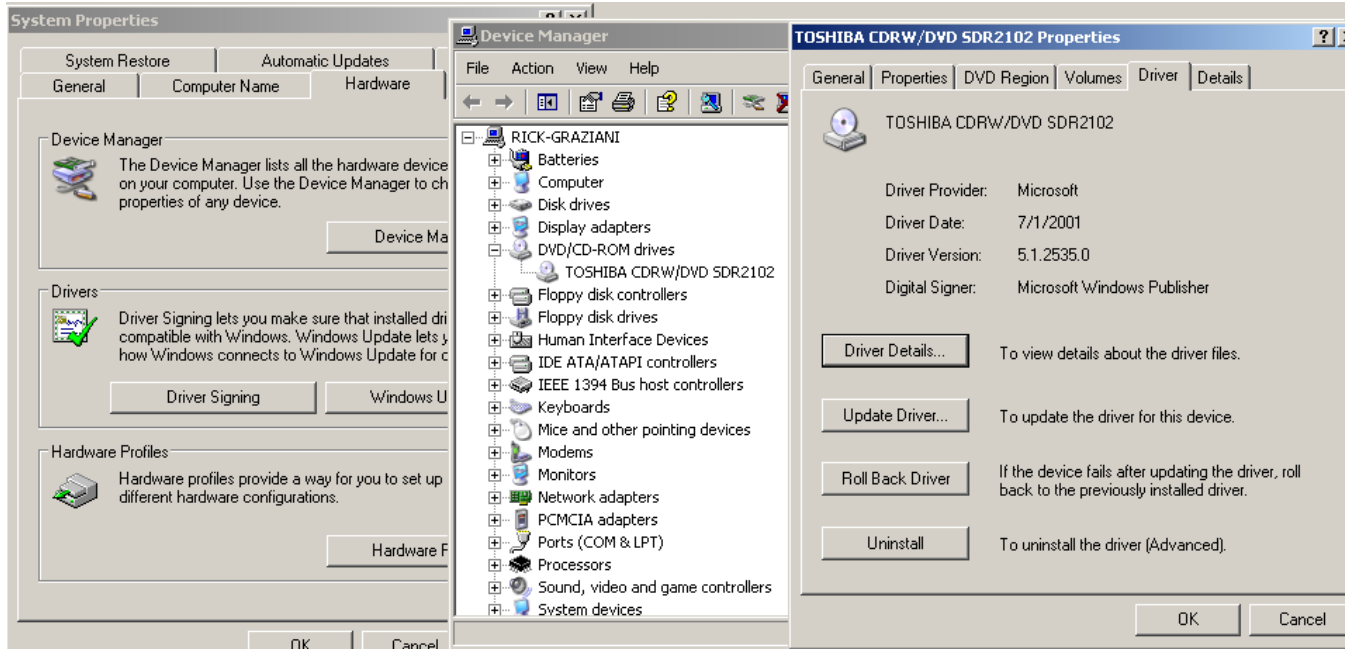 System Properties
System Restore
Automatic Updates
General
Computer Name
Hardware
Device Manager
The Device Manager lists all the hardware device
on your computer. Use the Device Manager to ch
properties of any device.
Device Ma
Drivers
Driver Signing lets you make sure that installed dri
compatible with Windows. Windows Update lets y
how Windows connects to Windows Update for c
Driver Signing
Windows U
Hardware Profiles
Hardware profiles provide a way for you to set up
different hardware configurations.
Hardware F
OK
Cancel
Device Manager
File Action View Help
RICK-GRAZIANI
Batteries
Computer
Disk drives
Display adapters
DVD/CD-ROM drives
TOSHIBA CDRW/DVD SDR2102
Floppy disk controllers
Floppy disk drives
Human Interface Devices
IDE ATA/ATAPI controllers
IEEE 1394 Bus host controllers
Keyboards
Mice and other pointing devices
Modems
Monitors
Network adapters
PCMCIA adapters
Ports (COM & LPT)
Processors
Sound, video and game controllers
System devices
TOSHIBA CDRW/DVD SDR2102 Properties
General Properties DVD Region Volumes Driver Details
TOSHIBA CDRW/DVD SDR2102
Driver Provider: Microsoft
Driver Date: 7/1/2001
Driver Version: 5.1.2535.0
Digital Signer: Microsoft Windows Publisher
Driver Details... To view details about the driver files.
Update Driver... To update the driver for this device.
Roll Back Driver If the device fails after updating the driver, roll
back to the previously installed driver.
Uninstall To uninstall the driver (Advanced).
OK Cancel